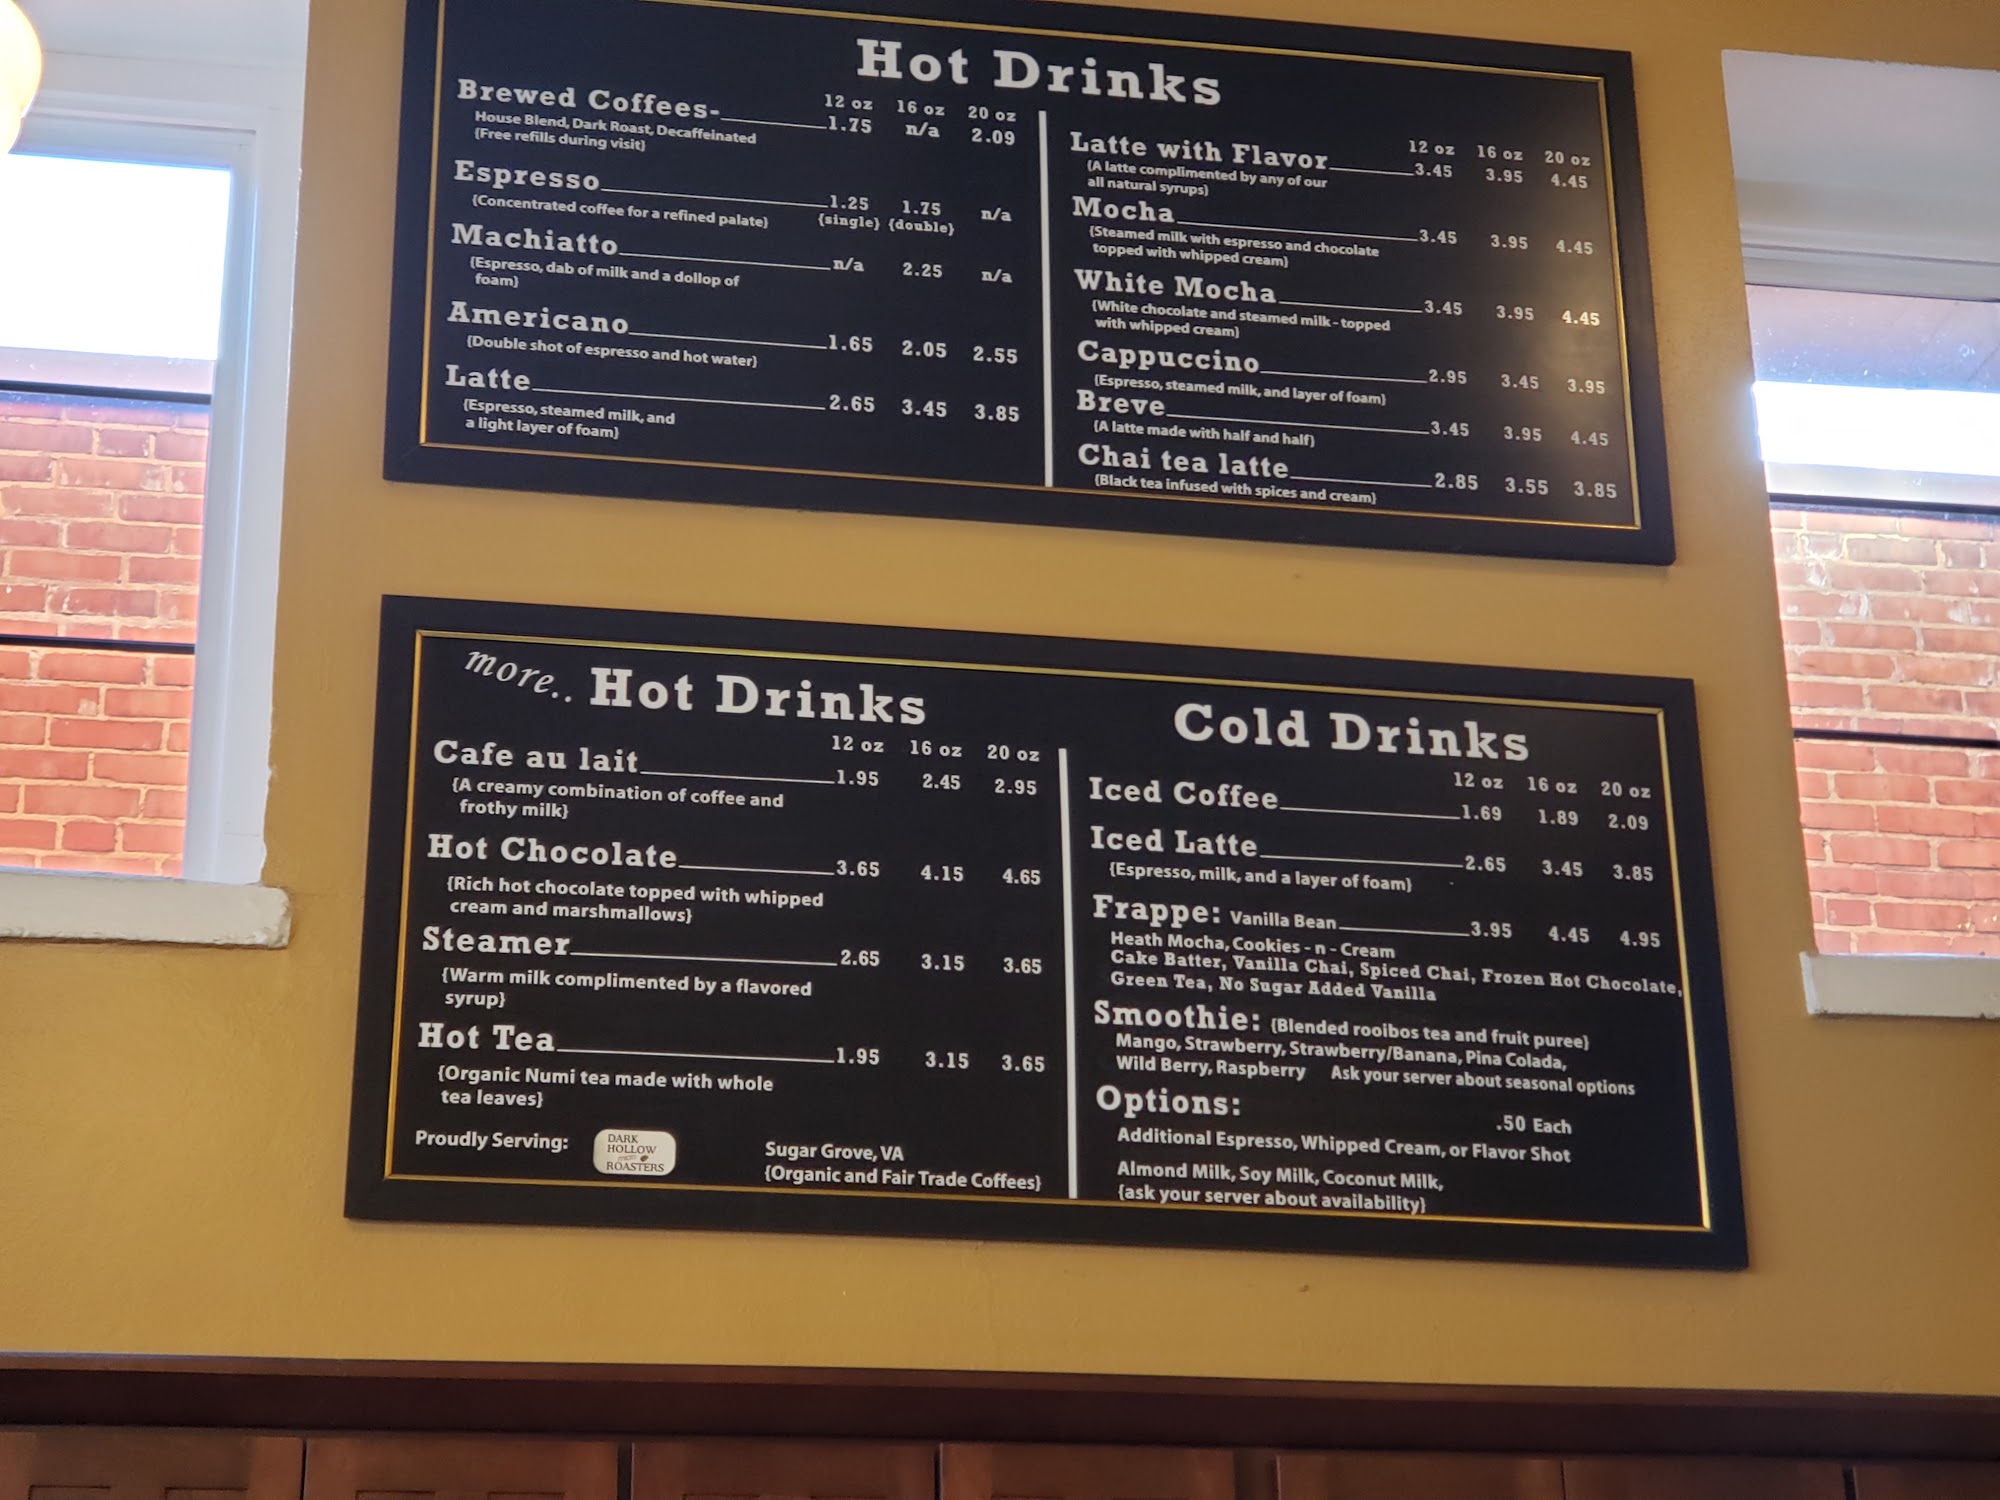 Hot Drinks
12 oz 16 oz 20 oz
Brewed Coffees- 1.75 n/a 2.09
House Blend, Dark Roast, Decaffeinated
{Free refills during visit}
Espresso 1.25 1.75 n/a
{Concentrated coffee for a refined palate} {single} {double}
Machiatto n/a 2.25 n/a
{Espresso, dab of milk and a dollop of
foam}
Americano 1.65 2.05 2.55
{Double shot of espresso and hot water}
Latte 2.65 3.45 3.85
{Espresso, steamed milk, and
a light layer of foam}
12 oz 16 oz 20 oz
Latte with Flavor 3.45 3.95 4.45
{A latte complimented by any of our
all natural syrups}
Mocha 3.45 3.95 4.45
{Steamed milk with espresso and chocolate
topped with whipped cream}
White Mocha 3.45 3.95 4.45
{White chocolate and steamed milk - topped
with whipped cream}
Cappuccino 2.95 3.45 3.95
{Espresso, steamed milk, and layer of foam}
Breve 3.45 3.95 4.45
{A latte made with half and half}
Chai tea latte 2.85 3.55 3.85
{Black tea infused with spices and cream}
more.. Hot Drinks
12 oz 16 oz 20 oz
Cafe au lait 1.95 2.45 2.95
{A creamy combination of coffee and
frothy milk}
Hot Chocolate 3.65 4.15 4.65
{Rich hot chocolate topped with whipped
cream and marshmallows}
Steamer 2.65 3.15 3.65
{Warm milk complimented by a flavored
syrup}
Hot Tea 1.95 3.15 3.65
{Organic Numi tea made with whole
tea leaves}
Proudly Serving:
DARK
HOLLOW
ROASTERS
Sugar Grove, VA
{Organic and Fair Trade Coffees}
Cold Drinks
12 oz 16 oz 20 oz
Iced Coffee 1.69 1.89 2.09
Iced Latte 2.65 3.45 3.85
{Espresso, milk, and a layer of foam}
Frappe: Vanilla Bean 3.95 4.45 4.95
Heath Mocha, Cookies - n - Cream
Cake Batter, Vanilla Chai, Spiced Chai, Frozen Hot Chocolate,
Green Tea, No Sugar Added Vanilla
Smoothie: {Blended rooibos tea and fruit puree}
Mango, Strawberry, Strawberry/Banana, Pina Colada,
Wild Berry, Raspberry Ask your server about seasonal options
Options: .50 Each
Additional Espresso, Whipped Cream, or Flavor Shot
Almond Milk, Soy Milk, Coconut Milk,
{ask your server about availability}